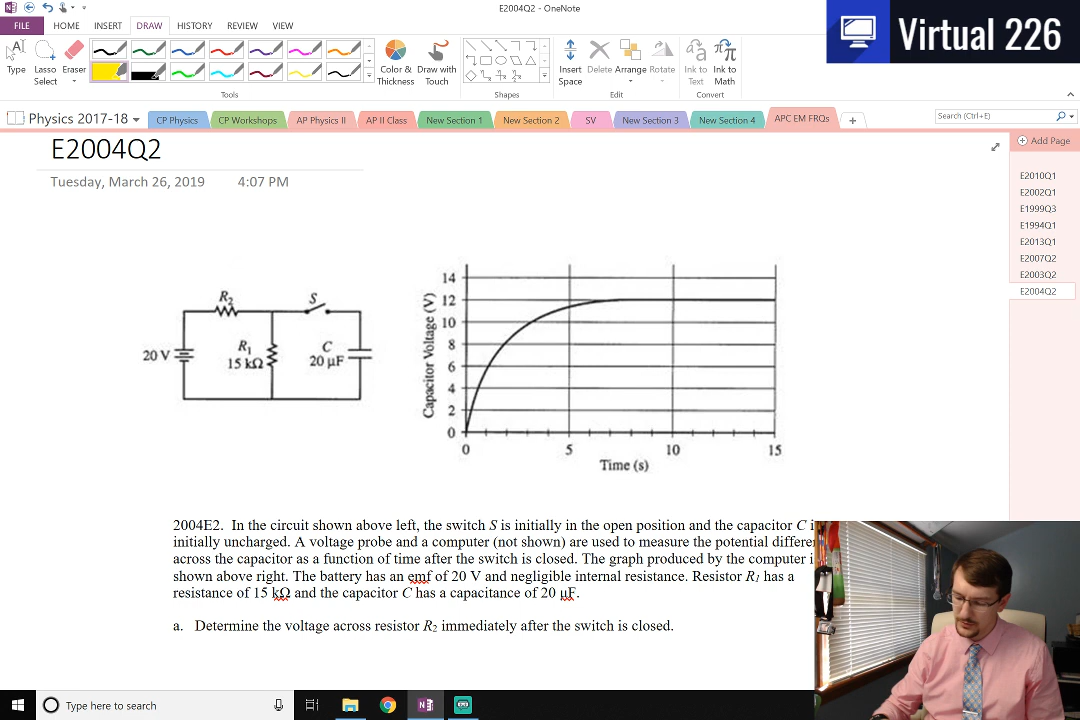 E2004Q2 - OneNote
Virtual 226
FILE HOME INSERT DRAW HISTORY REVIEW VIEW
Type Lasso Select Eraser
Color & Thickness Draw with Touch
Insert Space Delete Arrange Rotate
Ink to Text Ink to Math
Tools Shapes Edit Convert
Physics 2017-18 CP Physics CP Workshops AP Physics II AP II Class New Section 1 New Section 2 SV New Section 3 New Section 4 APC EM FRQs + Search (Ctrl+E)
E2004Q2
Tuesday, March 26, 2019 4:07 PM
Add Page
E2010Q1
E2002Q1
E1999Q3
E1994Q1
E2013Q1
E2007Q2
E2003Q2
E2004Q2
R2 S
20 V
R1
15 kΩ
C
20 μF
Capacitor Voltage (V)
14
12
10
8
6
4
2
0
0 5 10 15
Time (s)
2004E2. In the circuit shown above left, the switch S is initially in the open position and the capacitor C i
initially uncharged. A voltage probe and a computer (not shown) are used to measure the potential differe
across the capacitor as a function of time after the switch is closed. The graph produced by the computer i
shown above right. The battery has an emf of 20 V and negligible internal resistance. Resistor R1 has a
resistance of 15 kΩ and the capacitor C has a capacitance of 20 μF.
a. Determine the voltage across resistor R2 immediately after the switch is closed.
Type here to search